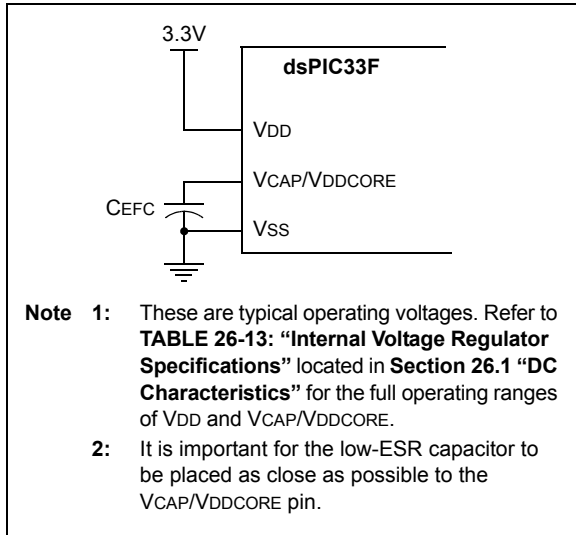 3.3V
dsPIC33F
VDD
VCAP/VDDCORE
CEFC
VSS
Note 1: These are typical operating voltages. Refer to
TABLE 26-13: “Internal Voltage Regulator
Specifications” located in Section 26.1 “DC
Characteristics” for the full operating ranges
of VDD and VCAP/VDDCORE.
2: It is important for the low-ESR capacitor to
be placed as close as possible to the
VCAP/VDDCORE pin.